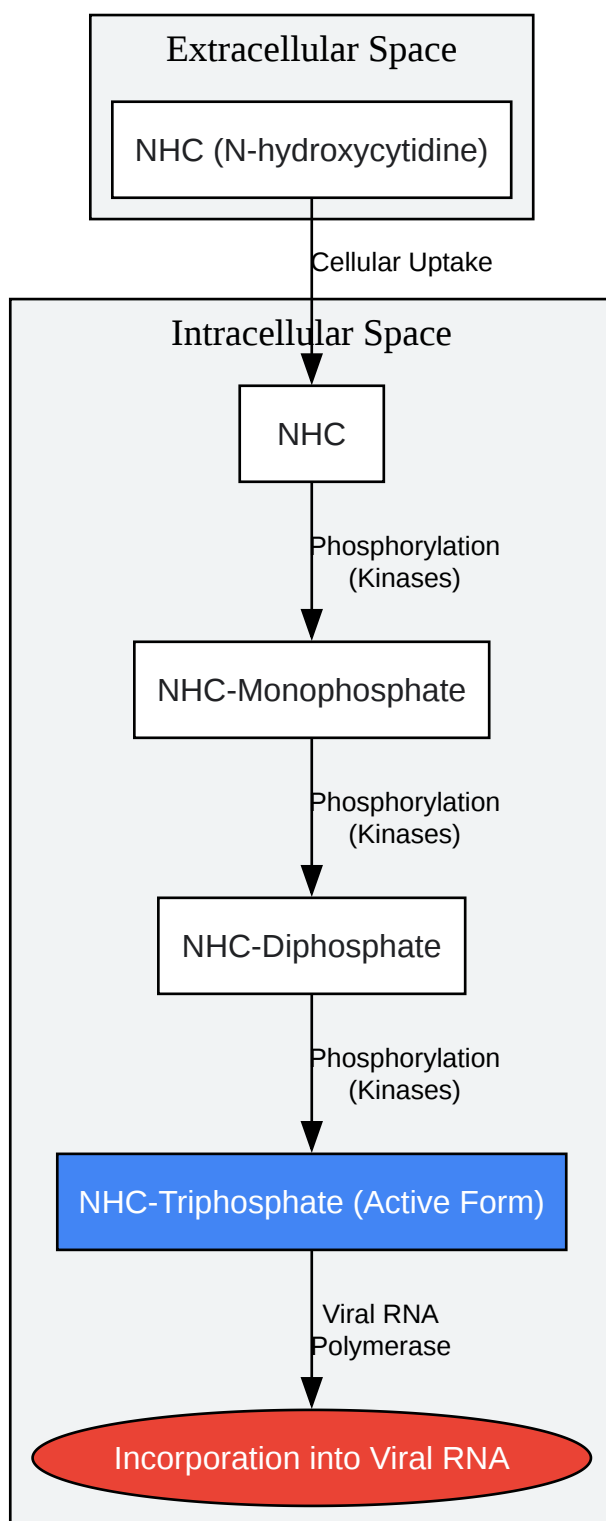 Extracellular Space
NHC (N-hydroxycytidine)
Cellular Uptake
Intracellular Space
NHC
Phosphorylation
(Kinases)
NHC-Monophosphate
Phosphorylation
(Kinases)
NHC-Diphosphate
Phosphorylation
(Kinases)
NHC-Triphosphate (Active Form)
Viral RNA
Polymerase
Incorporation into Viral RNA